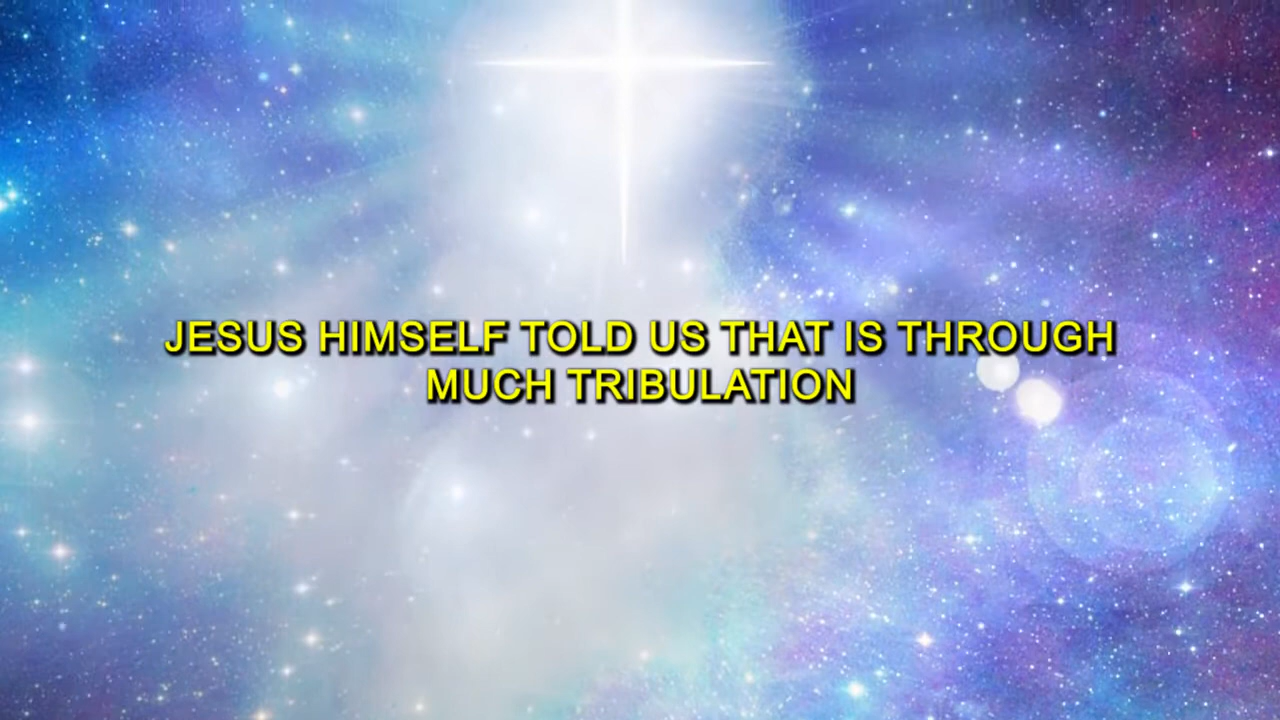 JESUS HIMSELF TOLD US THAT IS THROUGH
MUCH TRIBULATION